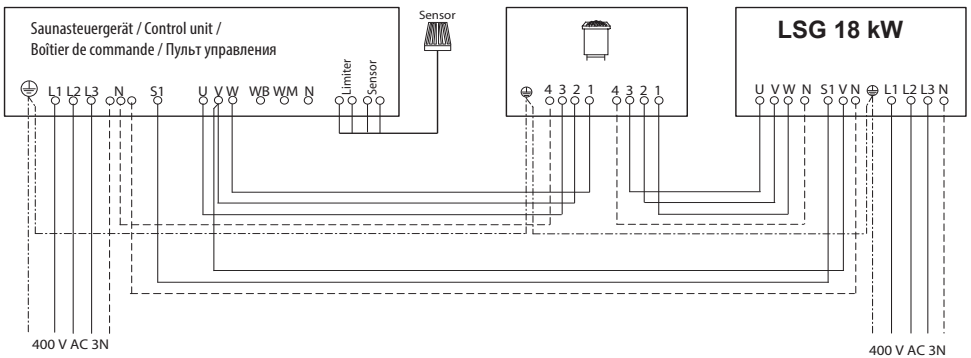 Saunasteuergerät / Control unit /
Boîtier de commande / Пульт управления
Sensor
LSG 18 kW
L1 L2 L3 N S1 U V W WB WM N Limiter Sensor
4 3 2 1 4 3 2 1
U V W N S1 V N L1 L2 L3 N
400 V AC 3N
400 V AC 3N